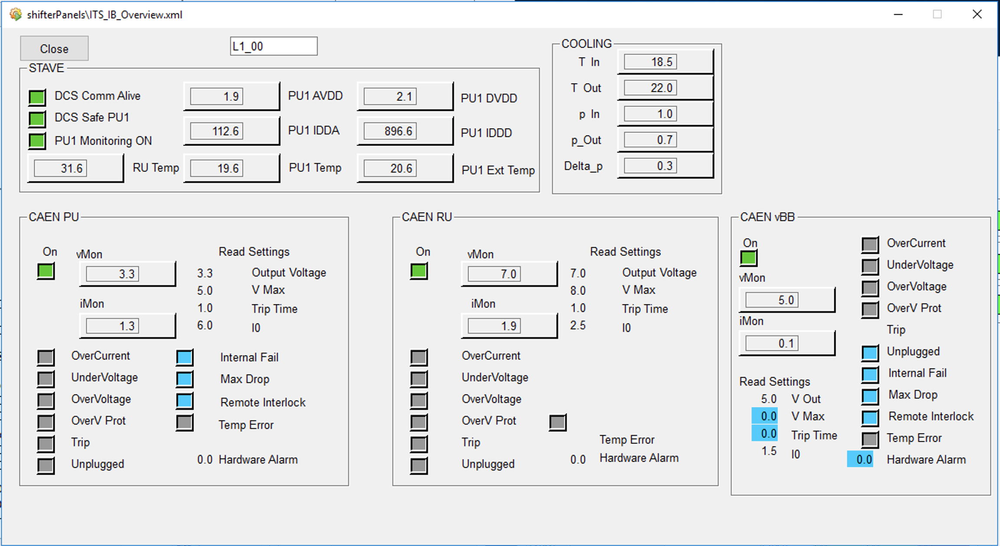 shifterPanels\ITS_IB_Overview.xml
Close
L1_00
STAVE
DCS Comm Alive
1.9 PU1 AVDD
2.1 PU1 DVDD
DCS Safe PU1
112.6 PU1 IDDA
896.6 PU1 IDDD
PU1 Monitoring ON
31.6 RU Temp
19.6 PU1 Temp
20.6 PU1 Ext Temp
COOLING
T In 18.5
T Out 22.0
p In 1.0
p_Out 0.7
Delta_p 0.3
CAEN PU
On vMon Read Settings
3.3
3.3 Output Voltage
5.0 V Max
iMon
1.0 Trip Time
1.3
6.0 I0
OverCurrent Internal Fail
UnderVoltage Max Drop
OverVoltage Remote Interlock
OverV Prot Temp Error
Trip
Unplugged 0.0 Hardware Alarm
CAEN RU
On vMon Read Settings
7.0
7.0 Output Voltage
8.0 V Max
iMon
1.0 Trip Time
1.9
2.5 I0
OverCurrent
UnderVoltage
OverVoltage
OverV Prot
Trip Temp Error
Unplugged 0.0 Hardware Alarm
CAEN vBB
On
vMon
5.0
iMon
0.1
Read Settings
5.0 V Out
0.0 V Max
0.0 Trip Time
1.5 I0
OverCurrent
UnderVoltage
OverVoltage
OverV Prot
Trip
Unplugged
Internal Fail
Max Drop
Remote Interlock
Temp Error
0.0 Hardware Alarm